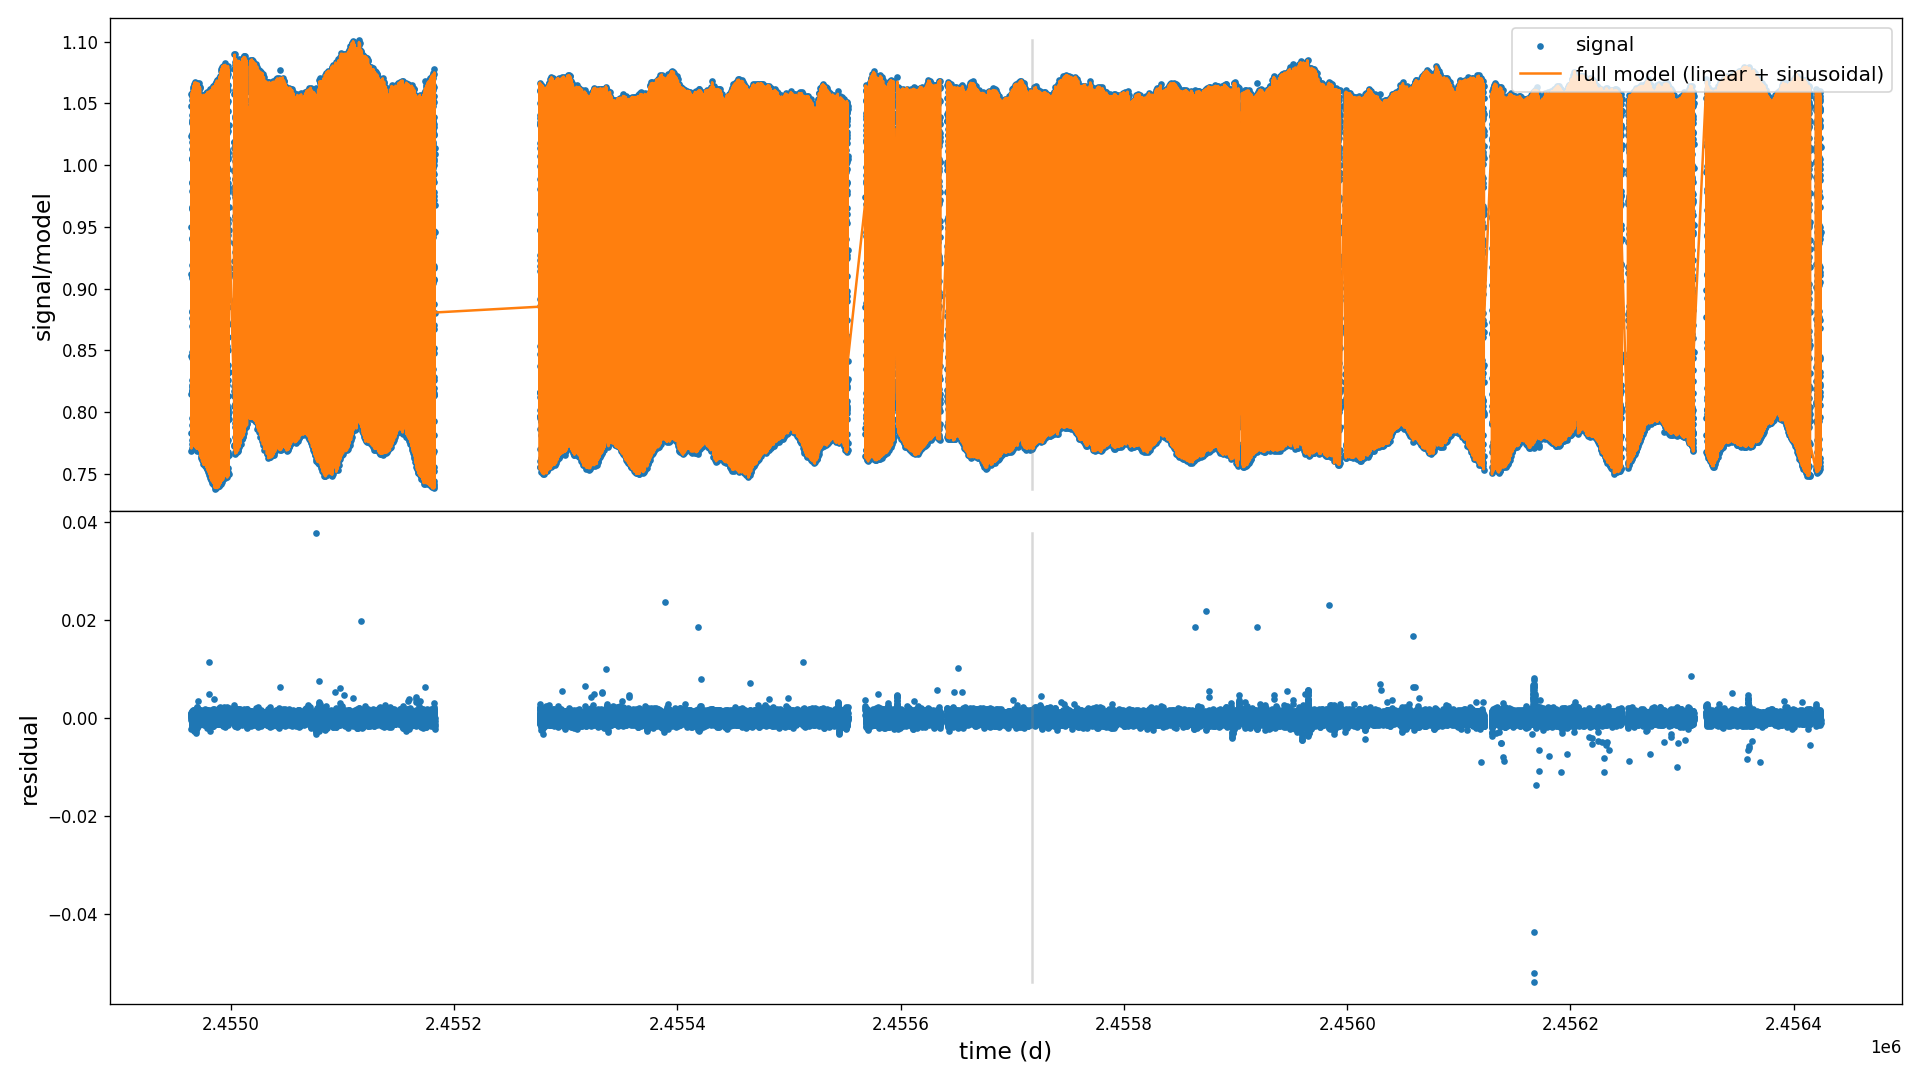 1.10
1.05
1.00
0.95
0.90
0.85
0.80
0.75
signal/model
signal
full model (linear + sinusoidal)
0.04
0.02
0.00
−0.02
−0.04
residual
2.4550 2.4552 2.4554 2.4556 2.4558 2.4560 2.4562 2.4564
1e6
time (d)